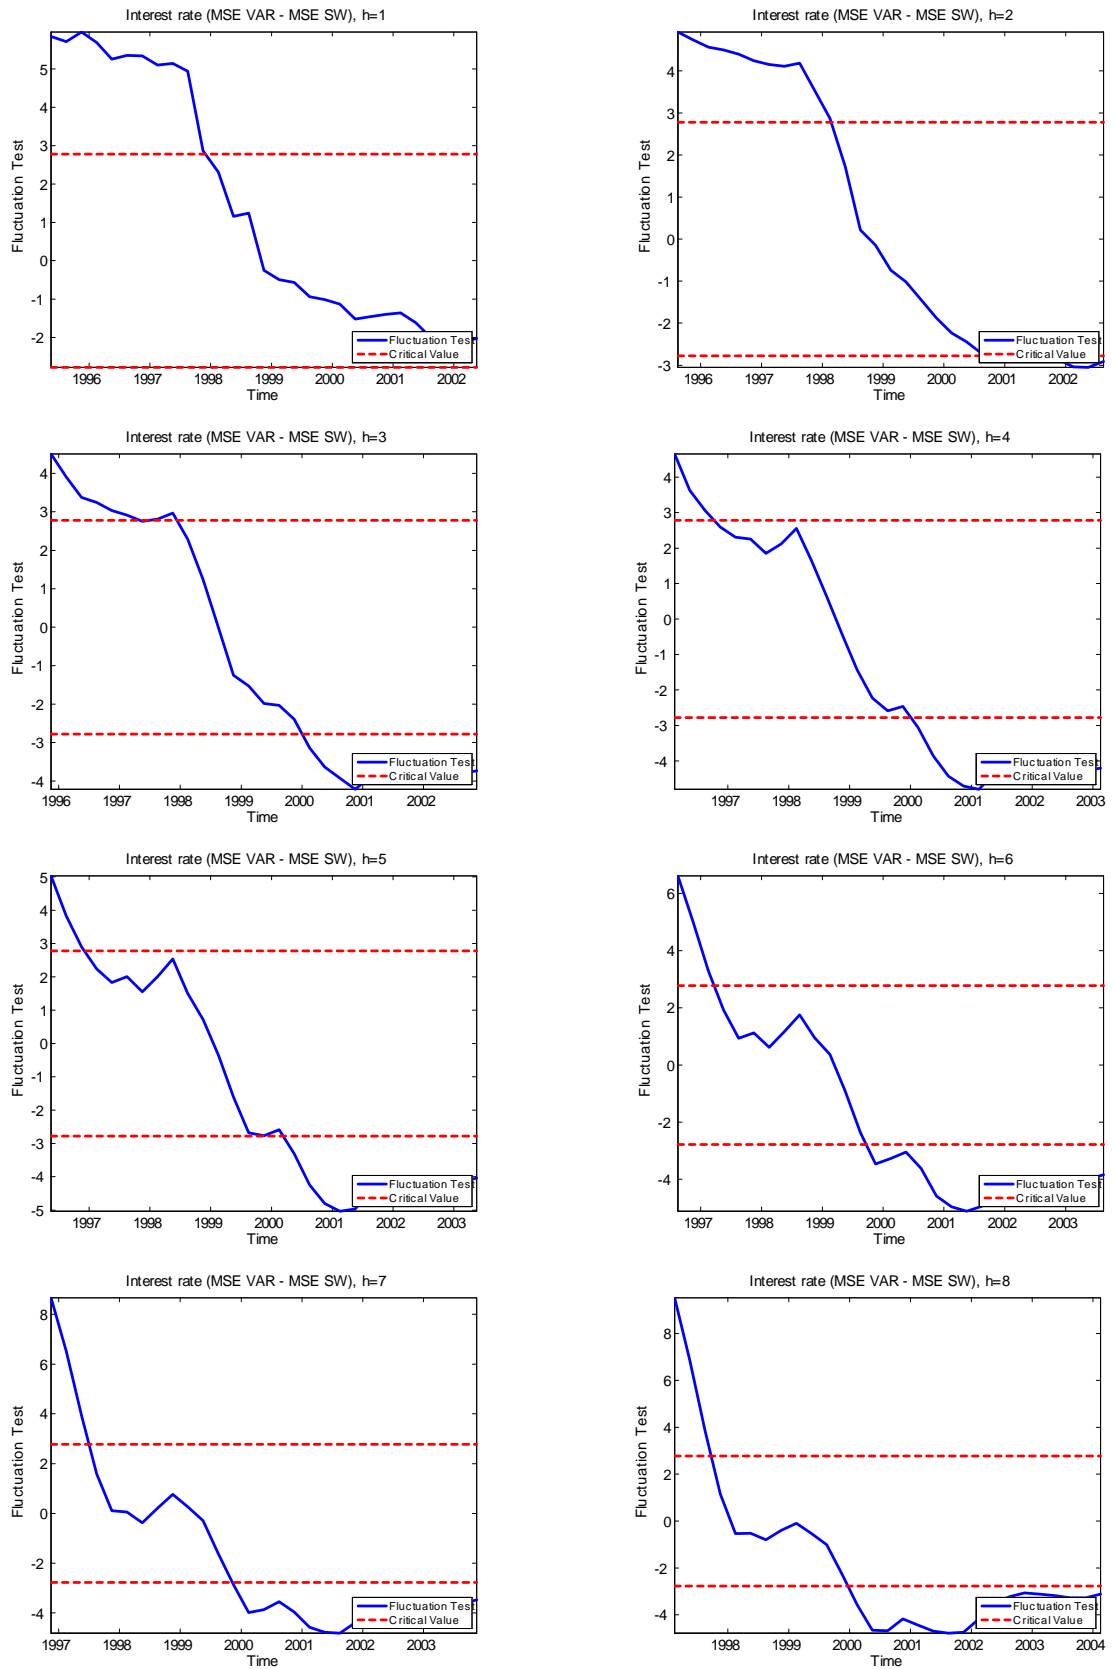 Interest rate (MSE VAR - MSE SW), h=1
5
4
3
2
1
0
-1
-2
Fluctuation Test
Fluctuation Test
Critical Value
1996 1997 1998 1999 2000 2001 2002
Time
Interest rate (MSE VAR - MSE SW), h=2
4
3
2
1
0
-1
-2
-3
Fluctuation Test
Fluctuation Test
Critical Value
1996 1997 1998 1999 2000 2001 2002
Time
Interest rate (MSE VAR - MSE SW), h=3
4
3
2
1
0
-1
-2
-3
-4
Fluctuation Test
Fluctuation Test
Critical Value
1996 1997 1998 1999 2000 2001 2002
Time
Interest rate (MSE VAR - MSE SW), h=4
4
3
2
1
0
-1
-2
-3
-4
Fluctuation Test
Fluctuation Test
Critical Value
1997 1998 1999 2000 2001 2002 2003
Time
Interest rate (MSE VAR - MSE SW), h=5
5
4
3
2
1
0
-1
-2
-3
-4
-5
Fluctuation Test
Fluctuation Test
Critical Value
1997 1998 1999 2000 2001 2002 2003
Time
Interest rate (MSE VAR - MSE SW), h=6
6
4
2
0
-2
-4
Fluctuation Test
Fluctuation Test
Critical Value
1997 1998 1999 2000 2001 2002 2003
Time
Interest rate (MSE VAR - MSE SW), h=7
8
6
4
2
0
-2
-4
Fluctuation Test
Fluctuation Test
Critical Value
1997 1998 1999 2000 2001 2002 2003
Time
Interest rate (MSE VAR - MSE SW), h=8
8
6
4
2
0
-2
-4
Fluctuation Test
Fluctuation Test
Critical Value
1998 1999 2000 2001 2002 2003 2004
Time